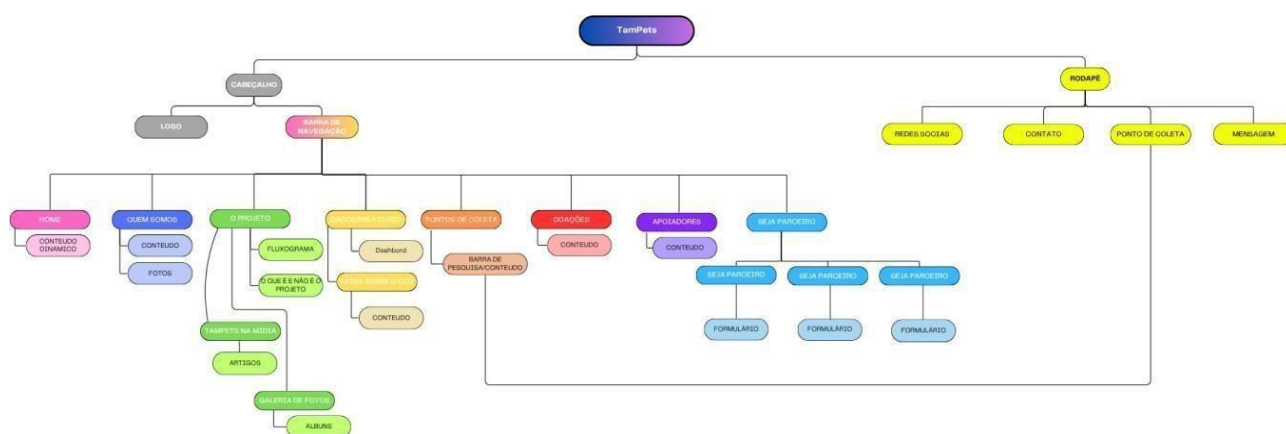 TamPets
CABEÇALHO
RODAPÉ
LOGO
BARRA DE
NAVEGAÇÃO
REDES SOCIAS
CONTATO
PONTO DE COLETA
MENSAGEM
HOME
QUEM SOMOS
O PROJETO
DADOS/RELATÓRIO
PONTOS DE COLETA
DOAÇÕES
APOIADORES
SEJA PARCEIRO
CONTEUDO
DINAMICO
CONTEUDO
FOTOS
FLUXOGRAMA
O QUE É E NÃO É O
PROJETO
Dashbord
CONTEUDO
BARRA DE
PESQUISA/CONTEUDO
CONTEUDO
CONTEUDO
SEJA PARCEIRO
SEJA PARCEIRO
SEJA PARCEIRO
FORMULÁRIO
FORMULÁRIO
FORMULÁRIO
TAMPETS NA MÍDIA
ARTIGOS
GALERIA DE FOTOS
ALBUNS